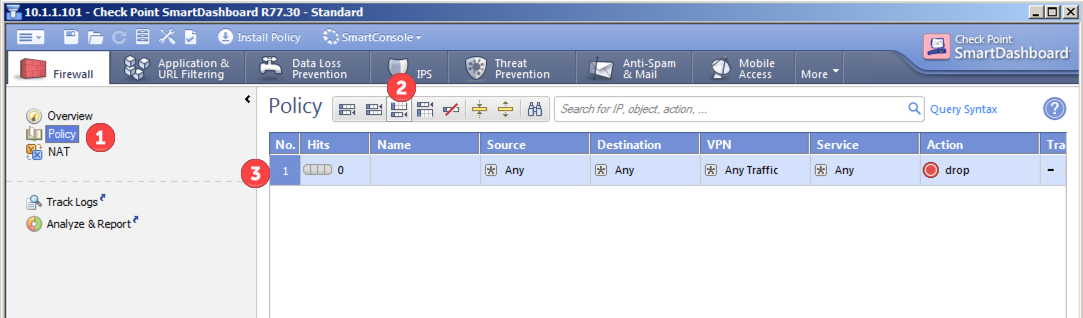 10.1.1.101 - Check Point SmartDashboard R77.30 - Standard
Install Policy SmartConsole
Check Point
SmartDashboard
Firewall
Application &
URL Filtering
Data Loss
Prevention
IPS
Threat
Prevention
Anti-Spam
& Mail
Mobile
Access
More
2
Overview
Policy
1
NAT
Track Logs
Analyze & Report
Policy
Search for IP, object, action, ...
Query Syntax
?
No. Hits Name Source Destination VPN Service Action Tra
3
1 0 Any Any Any Traffic Any drop -